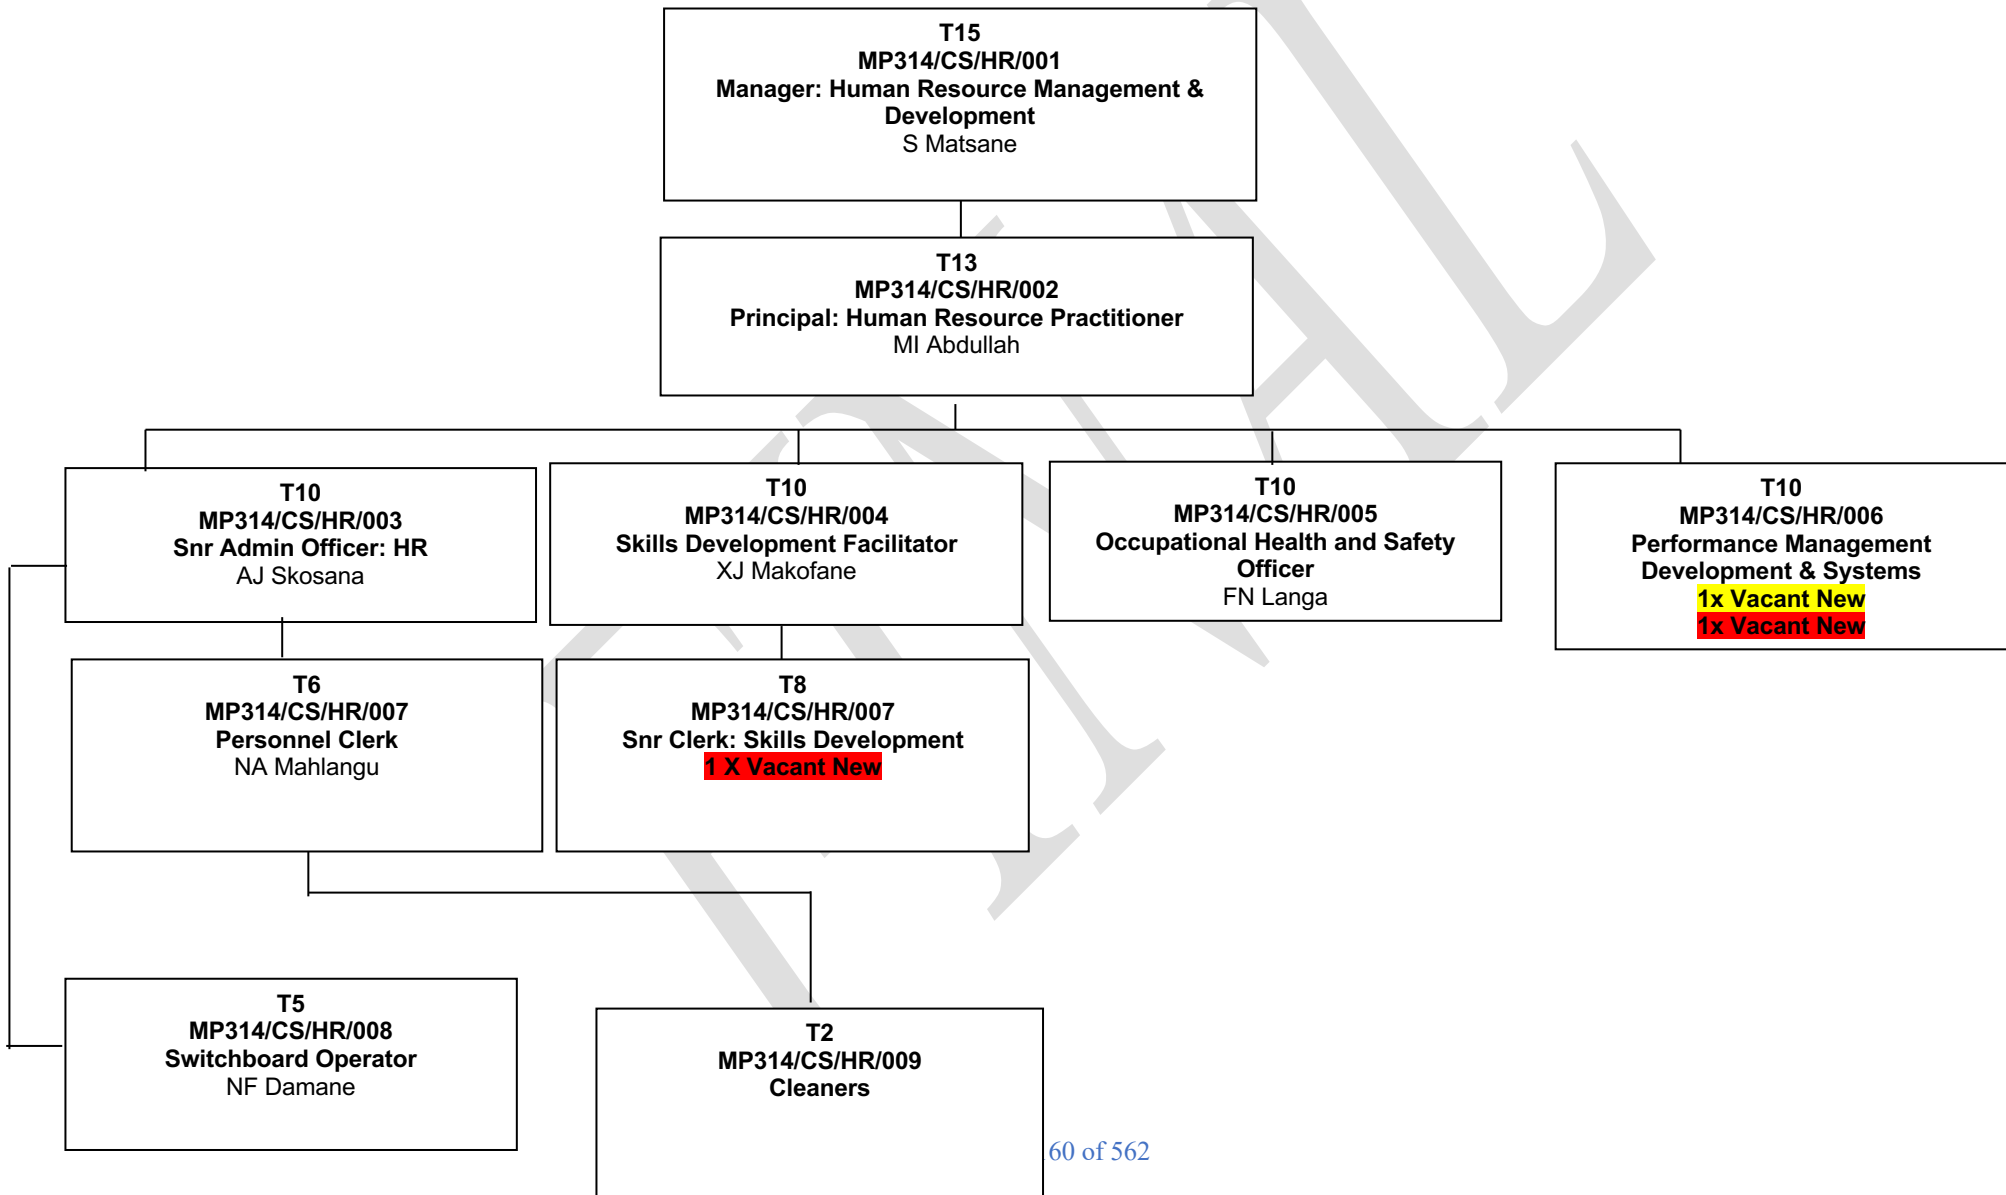 T15
MP314/CS/HR/001
Manager: Human Resource Management &
Development
S Matsane
T13
MP314/CS/HR/002
Principal: Human Resource Practitioner
MI Abdullah
T10
MP314/CS/HR/003
Snr Admin Officer: HR
AJ Skosana
T10
MP314/CS/HR/004
Skills Development Facilitator
XJ Makofane
T10
MP314/CS/HR/005
Occupational Health and Safety
Officer
FN Langa
T10
MP314/CS/HR/006
Performance Management
Development & Systems
1x Vacant New
1x Vacant New
T6
MP314/CS/HR/007
Personnel Clerk
NA Mahlangu
T8
MP314/CS/HR/007
Snr Clerk: Skills Development
1 X Vacant New
T5
MP314/CS/HR/008
Switchboard Operator
NF Damane
T2
MP314/CS/HR/009
Cleaners
60 of 562